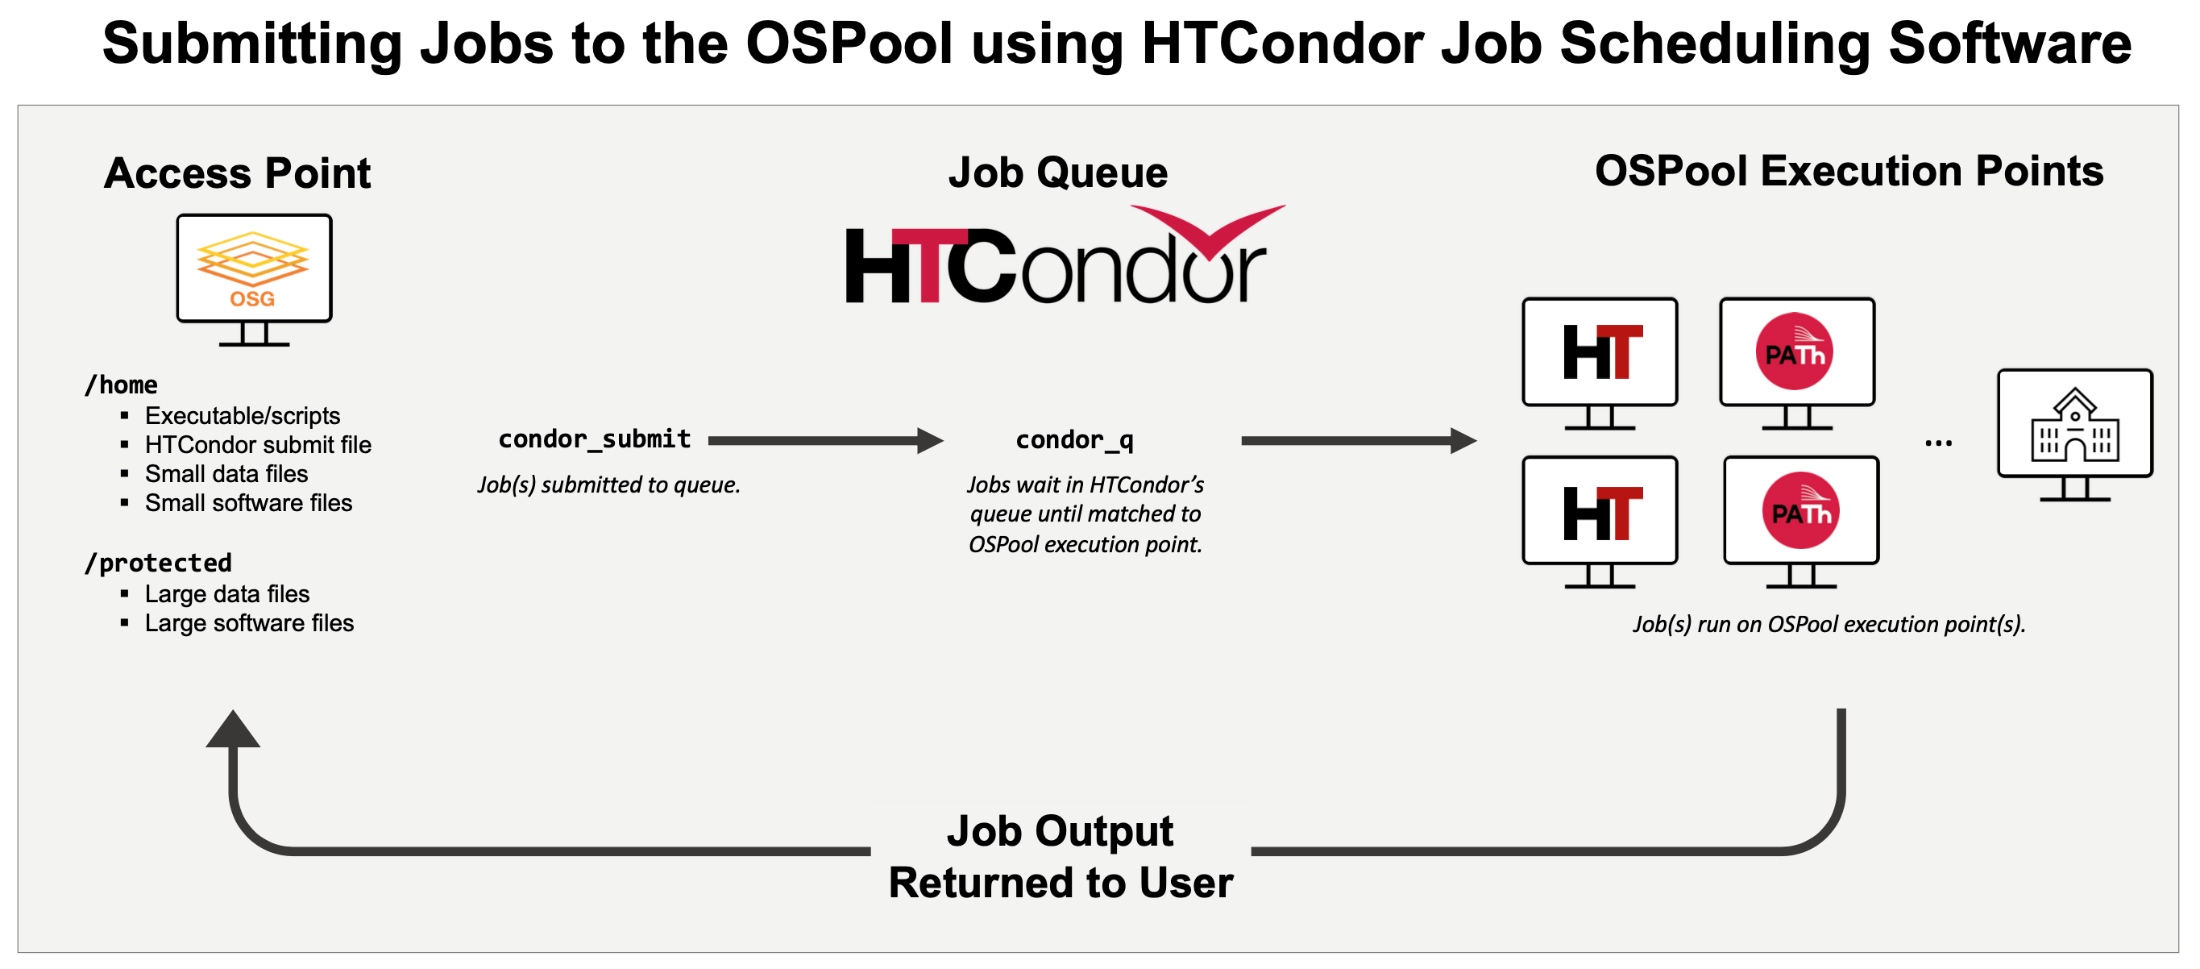 Submitting Jobs to the OSPool using HTCondor Job Scheduling Software
Access Point
OSG
/home
▪ Executable/scripts
▪ HTCondor submit file
▪ Small data files
▪ Small software files
/protected
▪ Large data files
▪ Large software files
condor_submit
Job(s) submitted to queue.
Job Queue
HTCondor
condor_q
Jobs wait in HTCondor’s
queue until matched to
OSPool execution point.
OSPool Execution Points
HT
PATh
HT
PATh
...
Job(s) run on OSPool execution point(s).
Job Output
Returned to User